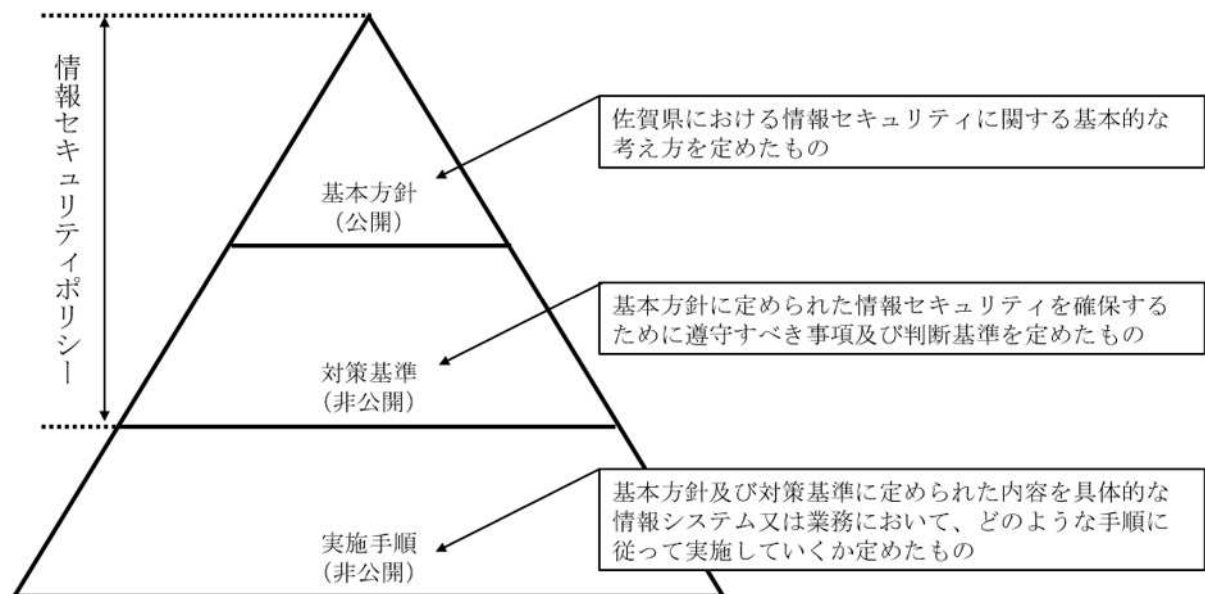 情報セキュリティポリシー
佐賀県における情報セキュリティに関する基本的な
考え方を定めたもの
基本方針
（公開）
基本方針に定められた情報セキュリティを確保する
ために遵守すべき事項及び判断基準を定めたもの
対策基準
（非公開）
基本方針及び対策基準に定められた内容を具体的な
情報システム又は業務において、どのような手順に
従って実施していくか定めたもの
実施手順
（非公開）